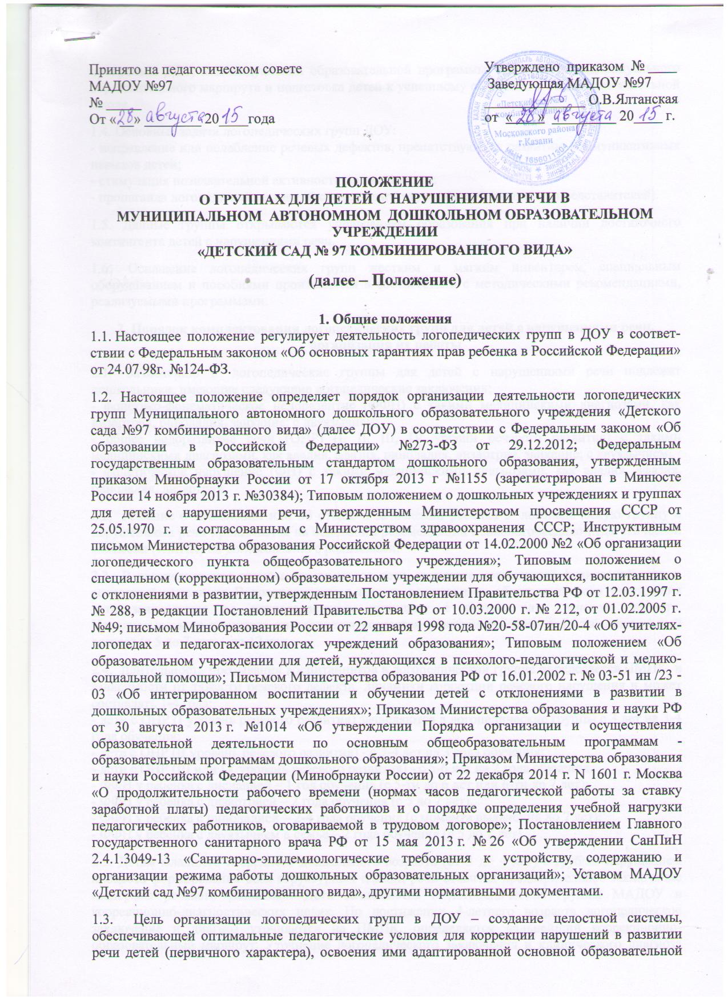 Принято на педагогическом совете
МАДОУ №97
№ _____
От «28» августа 2015 года
Утверждено приказом № ____
Заведующая МАДОУ №97
О.В.Ялтанская
от «28» августа 2015 г.
«Детский сад №97
комбинированного
вида»
Московского района
г.Казани
ИНН 1656011304
ПОЛОЖЕНИЕ
О ГРУППАХ ДЛЯ ДЕТЕЙ С НАРУШЕНИЯМИ РЕЧИ В
МУНИЦИПАЛЬНОМ АВТОНОМНОМ ДОШКОЛЬНОМ ОБРАЗОВАТЕЛЬНОМ
УЧРЕЖДЕНИИ
«ДЕТСКИЙ САД № 97 КОМБИНИРОВАННОГО ВИДА»
(далее – Положение)
1. Общие положения
1.1. Настоящее положение регулирует деятельность логопедических групп в ДОУ в соответ-
ствии с Федеральным законом «Об основных гарантиях прав ребенка в Российской Федерации»
от 24.07.98г. №124-ФЗ.
1.2. Настоящее положение определяет порядок организации деятельности логопедических
групп Муниципального автономного дошкольного образовательного учреждения «Детского
сада №97 комбинированного вида» (далее ДОУ) в соответствии с Федеральным законом «Об
образовании в Российской Федерации» №273-ФЗ от 29.12.2012; Федеральным
государственным образовательным стандартом дошкольного образования, утвержденным
приказом Минобрнауки России от 17 октября 2013 г №1155 (зарегистрирован в Минюсте
России 14 ноября 2013 г. №30384); Типовым положением о дошкольных учреждениях и группах
для детей с нарушениями речи, утвержденным Министерством просвещения СССР от
25.05.1970 г. и согласованным с Министерством здравоохранения СССР; Инструктивным
письмом Министерства образования Российской Федерации от 14.02.2000 №2 «Об организации
логопедического пункта общеобразовательного учреждения»; Типовым положением о
специальном (коррекционном) образовательном учреждении для обучающихся, воспитанников
с отклонениями в развитии, утвержденным Постановлением Правительства РФ от 12.03.1997 г.
№ 288, в редакции Постановлений Правительства РФ от 10.03.2000 г. № 212, от 01.02.2005 г.
№49; письмом Минобразования России от 22 января 1998 года №20-58-07ин/20-4 «Об учителях-
логопедах и педагогах-психологах учреждений образования»; Типовым положением «Об
образовательном учреждении для детей, нуждающихся в психолого-педагогической и медико-
социальной помощи»; Письмом Министерства образования РФ от 16.01.2002 г. № 03-51 ин /23 -
03 «Об интегрированном воспитании и обучении детей с отклонениями в развитии в
дошкольных образовательных учреждениях»; Приказом Министерства образования и науки РФ
от 30 августа 2013 г. №1014 «Об утверждении Порядка организации и осуществления
образовательной деятельности по основным общеобразовательным программам -
образовательным программам дошкольного образования»; Приказом Министерства образования
и науки Российской Федерации (Минобрнауки России) от 22 декабря 2014 г. N 1601 г. Москва
«О продолжительности рабочего времени (нормах часов педагогической работы за ставку
заработной платы) педагогических работников и о порядке определения учебной нагрузки
педагогических работников, оговариваемой в трудовом договоре»; Постановлением Главного
государственного санитарного врача РФ от 15 мая 2013 г. № 26 «Об утверждении СанПиН
2.4.1.3049-13 «Санитарно-эпидемиологические требования к устройству, содержанию и
организации режима работы дошкольных образовательных организаций»; Уставом МАДОУ
«Детский сад №97 комбинированного вида», другими нормативными документами.
1.3. Цель организации логопедических групп в ДОУ – создание целостной системы,
обеспечивающей оптимальные педагогические условия для коррекции нарушений в развитии
речи детей (первичного характера), освоения ими адаптированной основной образовательной